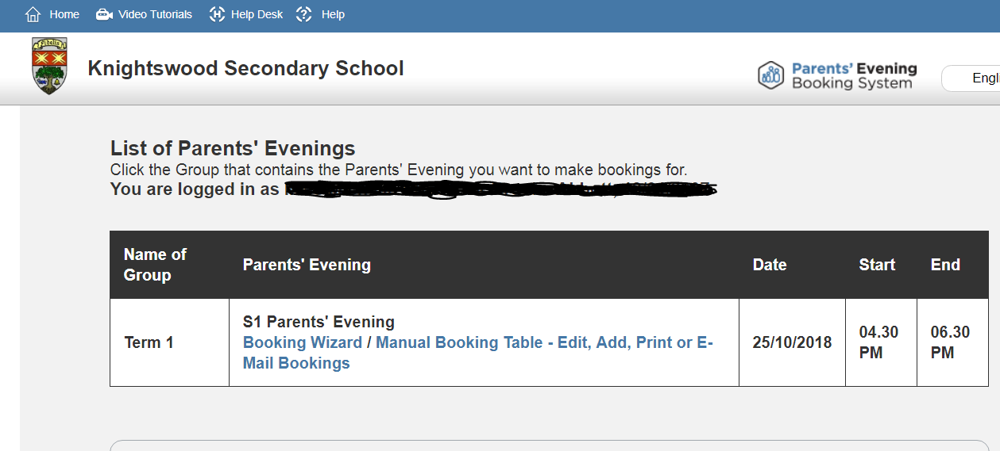 Home Video Tutorials Help Desk Help
Fidelis
Knightswood Secondary School
Parents' Evening
Booking System
Engl
List of Parents' Evenings
Click the Group that contains the Parents' Evening you want to make bookings for.
You are logged in as
Name of
Group
Parents' Evening
Date
Start
End
Term 1
S1 Parents' Evening
Booking Wizard / Manual Booking Table - Edit, Add, Print or E-
Mail Bookings
25/10/2018
04.30
PM
06.30
PM